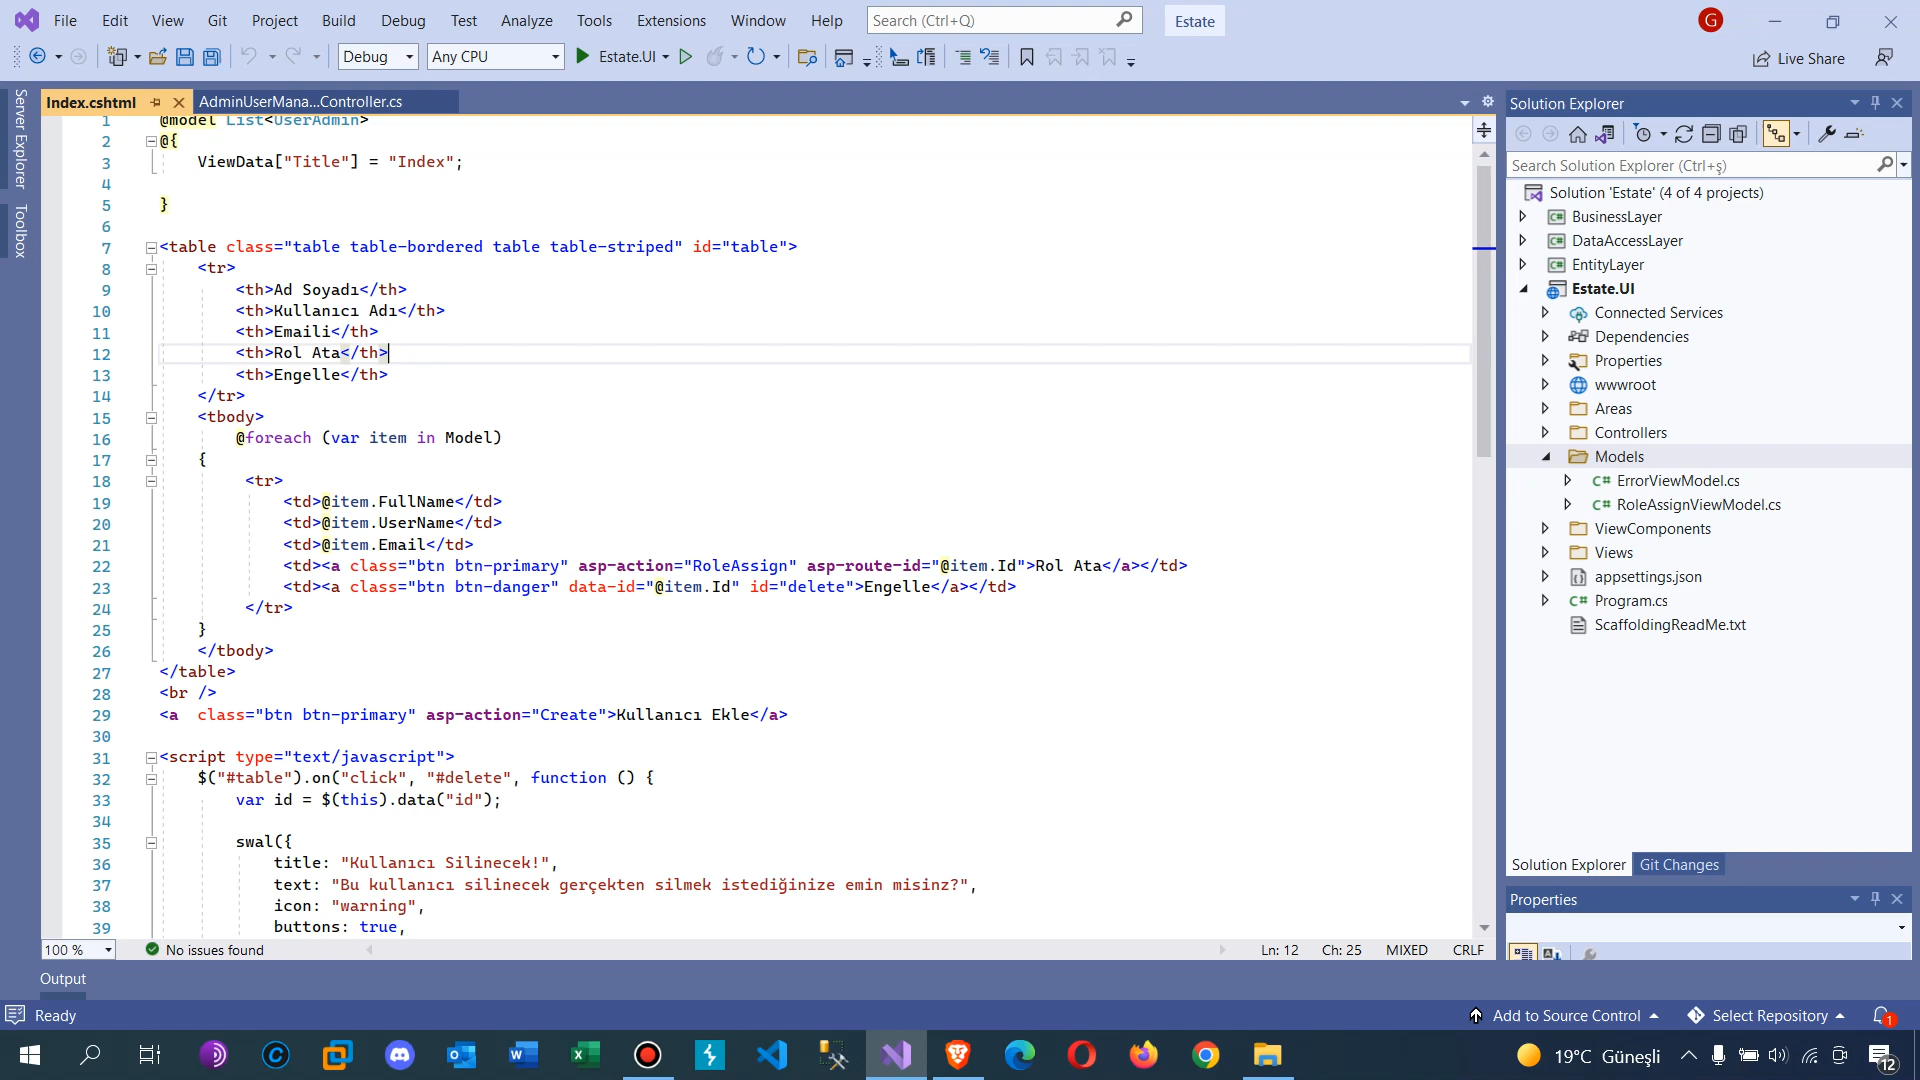 File Edit View Git Project Build Debug Test Analyze Tools Extensions Window Help Search (Ctrl+Q) Estate G
Debug Any CPU Estate.UI Live Share
Server Explorer
Toolbox
Index.cshtml AdminUserMana...Controller.cs
1 @model List<UserAdmin>
2 @{
3 ViewData["Title"] = "Index";
4
5 }
6
7 <table class="table table-bordered table table-striped" id="table">
8 <tr>
9 <th>Ad Soyadı</th>
10 <th>Kullanıcı Adı</th>
11 <th>Emaili</th>
12 <th>Rol Ata</th>
13 <th>Engelle</th>
14 </tr>
15 <tbody>
16 @foreach (var item in Model)
17 {
18 <tr>
19 <td>@item.FullName</td>
20 <td>@item.UserName</td>
21 <td>@item.Email</td>
22 <td><a class="btn btn-primary" asp-action="RoleAssign" asp-route-id="@item.Id">Rol Ata</a></td>
23 <td><a class="btn btn-danger" data-id="@item.Id" id="delete">Engelle</a></td>
24 </tr>
25 }
26 </tbody>
27 </table>
28 <br />
29 <a  class="btn btn-primary" asp-action="Create">Kullanıcı Ekle</a>
30
31 <script type="text/javascript">
32 $("#table").on("click", "#delete", function () {
33 var id = $(this).data("id");
34
35 swal({
36 title: "Kullanıcı Silinecek!",
37 text: "Bu kullanıcı silinecek gerçekten silmek istediğinize emin misinz?",
38 icon: "warning",
39 buttons: true,
100 % No issues found Ln: 12 Ch: 25 MIXED CRLF
Solution Explorer
Search Solution Explorer (Ctrl+ş)
Solution 'Estate' (4 of 4 projects)
BusinessLayer
DataAccessLayer
EntityLayer
Estate.UI
Connected Services
Dependencies
Properties
wwwroot
Areas
Controllers
Models
C# ErrorViewModel.cs
C# RoleAssignViewModel.cs
ViewComponents
Views
appsettings.json
C# Program.cs
ScaffoldingReadMe.txt
Solution Explorer Git Changes
Properties
Output
Ready Add to Source Control Select Repository 1
19°C Güneşli 12